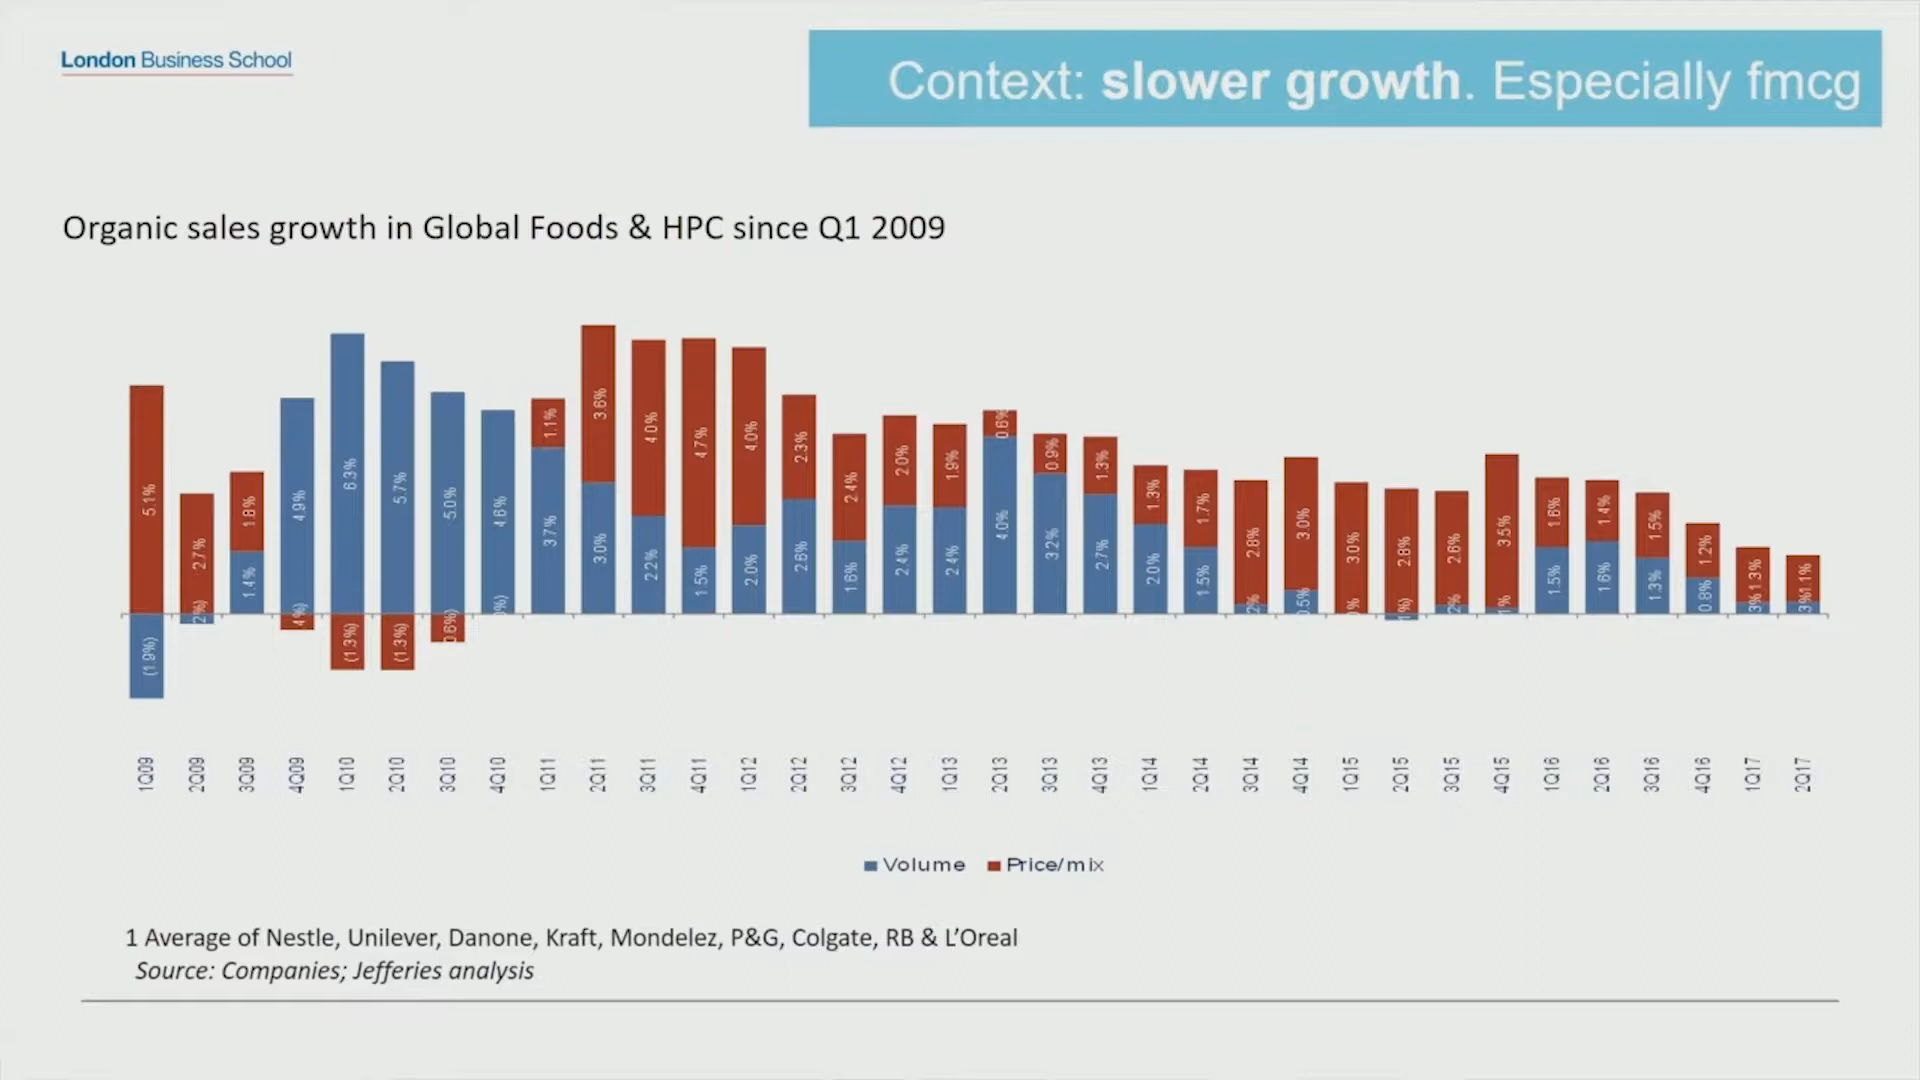 London Business School
Context: slower growth. Especially fmcg
Organic sales growth in Global Foods & HPC since Q1 2009
5.1% 2.7% 1.8% 4.9% 6.3% 5.7% 5.0% 4.6% 1.1% 3.6% 4.0% 4.7% 4.0% 2.3% 2.4% 2.0% 1.9% 0.6% 0.9% 1.3% 1.3% 1.7% 2.8% 3.0% 3.0% 2.8% 2.6% 3.5% 1.6% 1.4% 1.5% 1.2% 1.3% 1.1%
(1.9%) 1.4% (1.3%) (1.3%) 3.7% 3.0% 2.2% 1.5% 2.0% 2.6% 1.6% 2.4% 2.4% 4.0% 3.2% 2.7% 2.0% 1.5% 0.5% 1.5% 1.6% 1.3% 0.8%
1Q09 2Q09 3Q09 4Q09 1Q10 2Q10 3Q10 4Q10 1Q11 2Q11 3Q11 4Q11 1Q12 2Q12 3Q12 4Q12 1Q13 2Q13 3Q13 4Q13 1Q14 2Q14 3Q14 4Q14 1Q15 2Q15 3Q15 4Q15 1Q16 2Q16 3Q16 4Q16 1Q17 2Q17
Volume Price/mix
1 Average of Nestle, Unilever, Danone, Kraft, Mondelez, P&G, Colgate, RB & L’Oreal
Source: Companies; Jefferies analysis